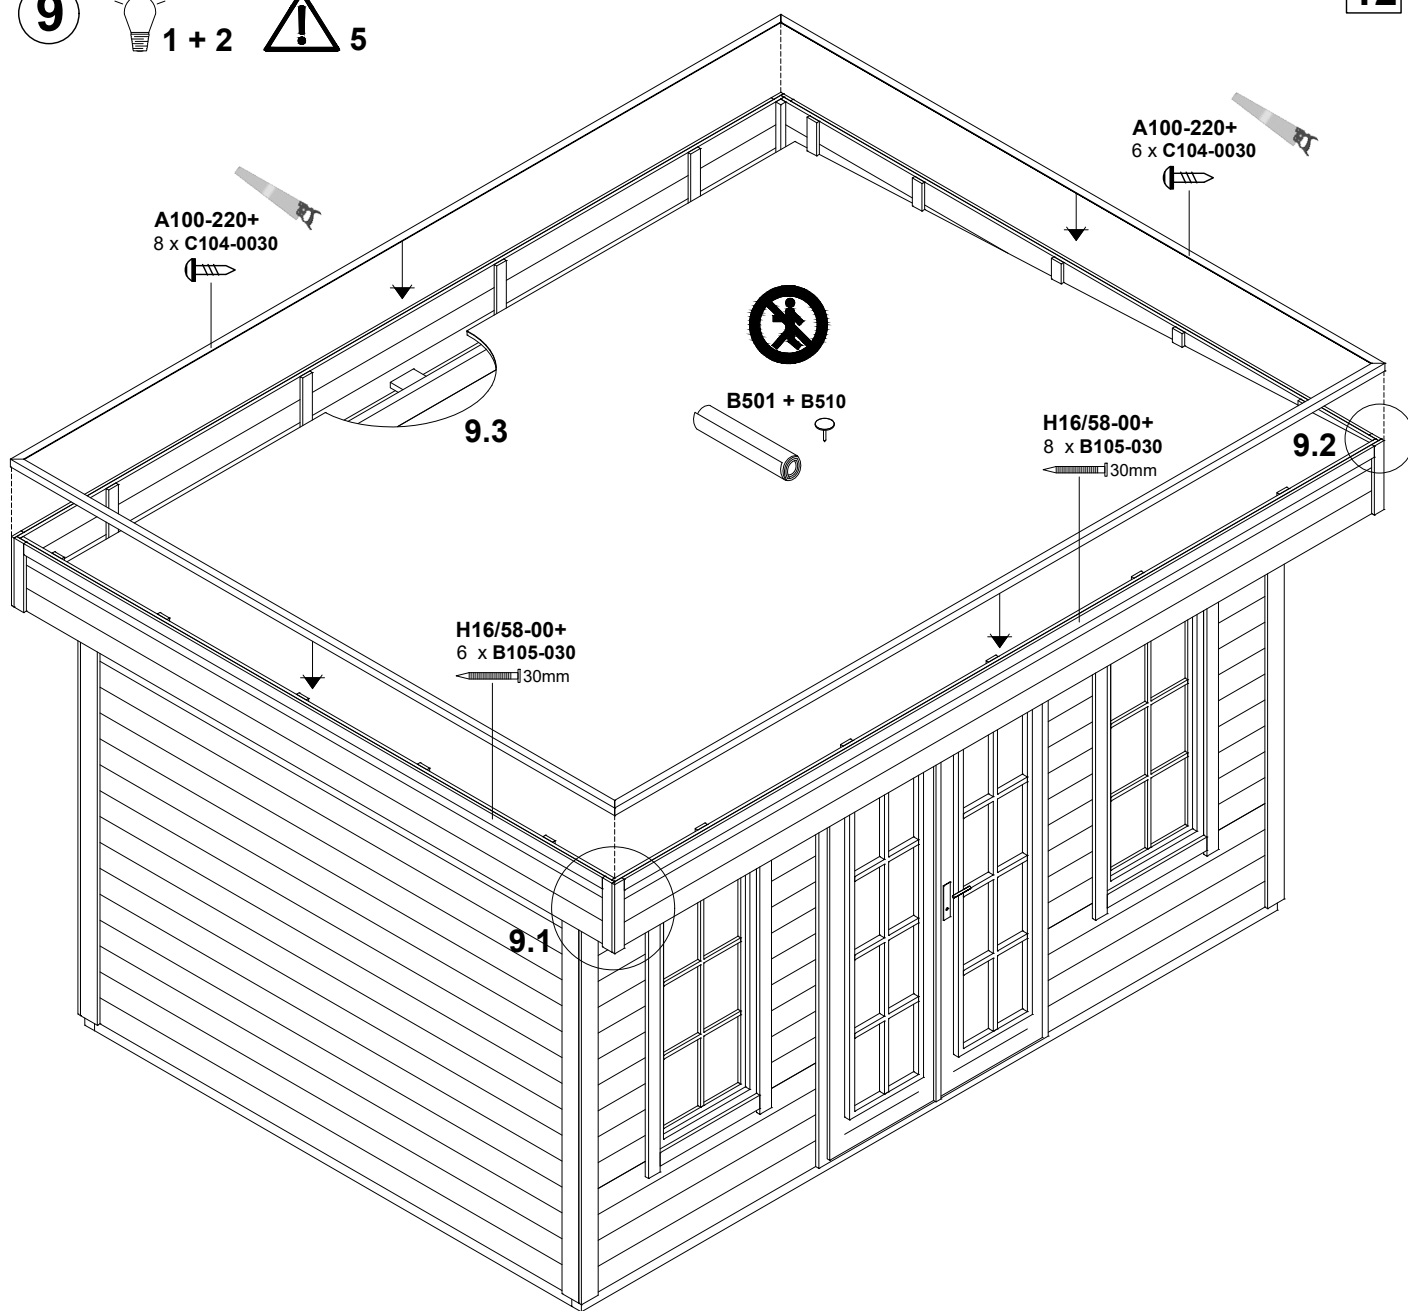 9
1 + 2
5
12
A100-220+
6 x C104-0030
A100-220+
8 x C104-0030
B501 + B510
9.3
H16/58-00+
8 x B105-030
30mm
9.2
H16/58-00+
6 x B105-030
30mm
9.1